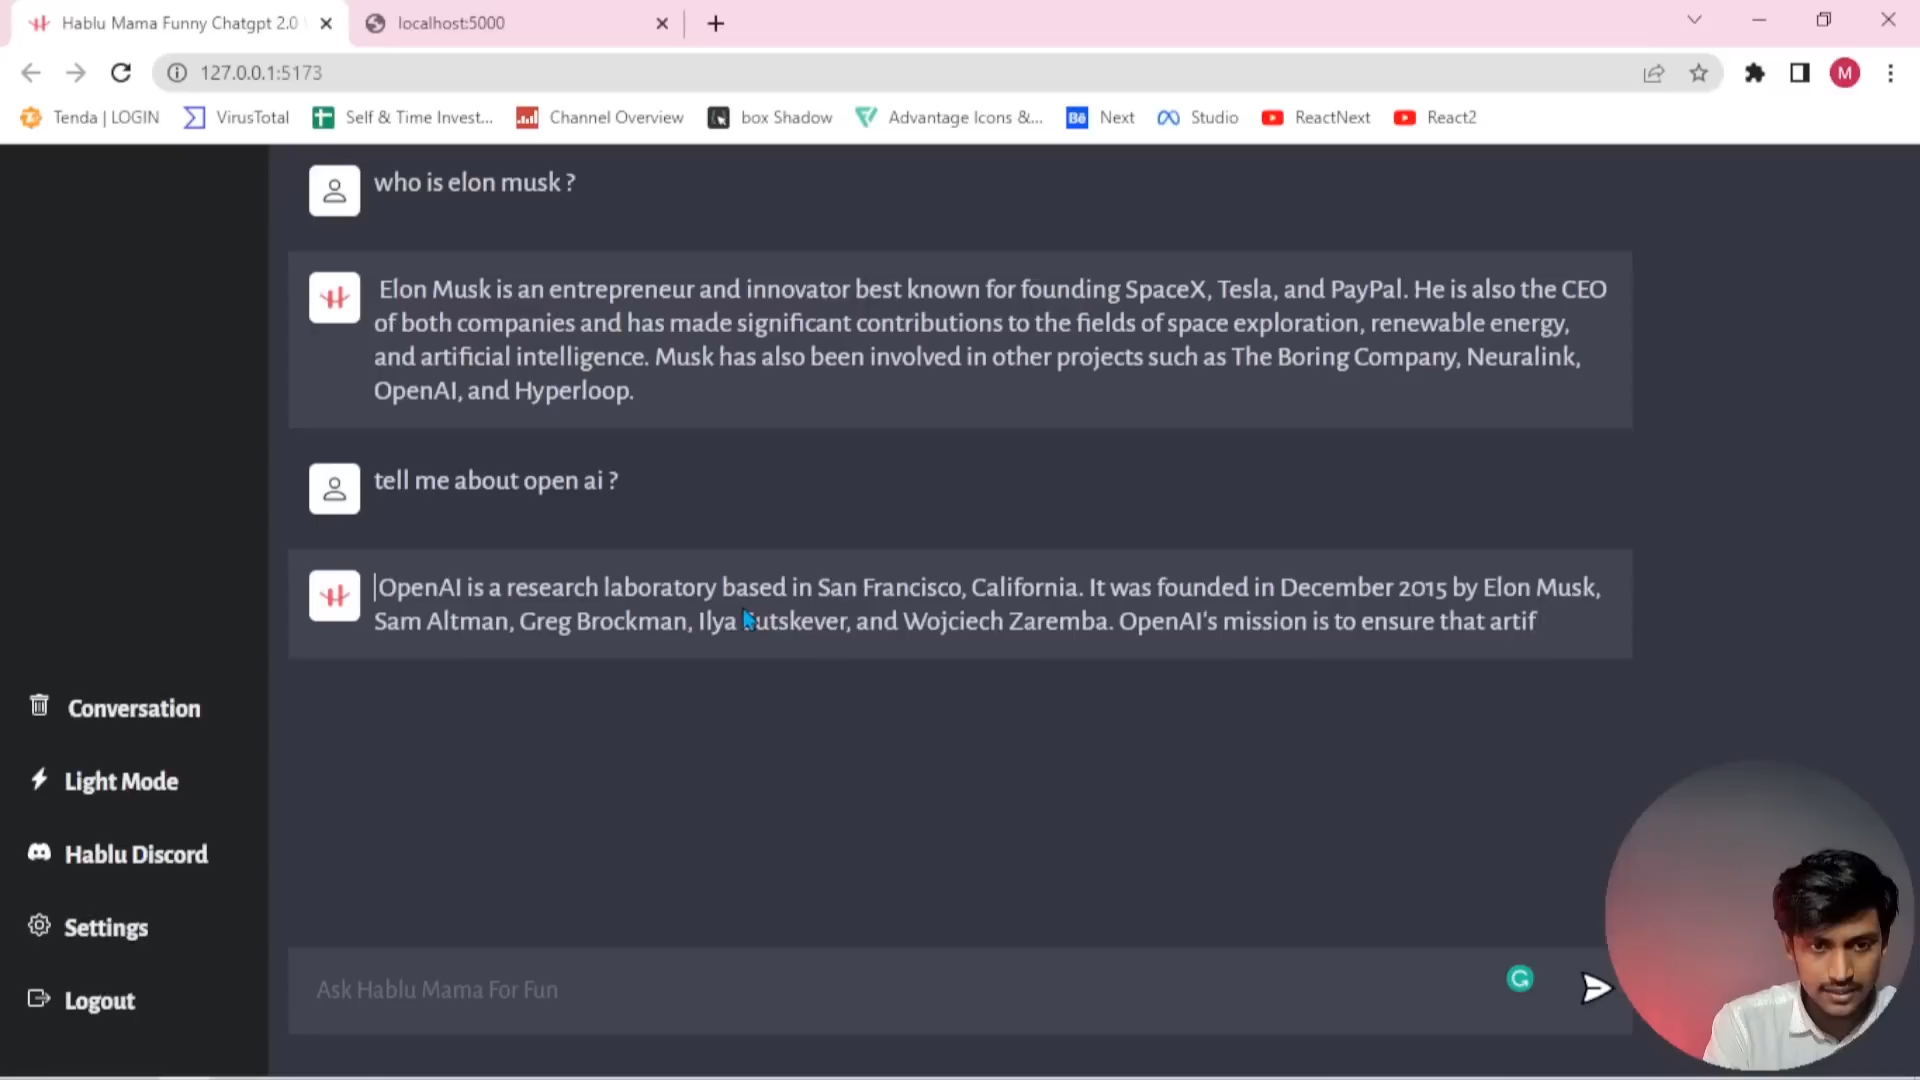 Hablu Mama Funny Chatgpt 2.0
localhost:5000
127.0.0.1:5173
M
Tenda | LOGIN
VirusTotal
Self & Time Invest...
Channel Overview
box Shadow
Advantage Icons &...
Bē
Next
Studio
ReactNext
React2
who is elon musk ?
Elon Musk is an entrepreneur and innovator best known for founding SpaceX, Tesla, and PayPal. He is also the CEO
of both companies and has made significant contributions to the fields of space exploration, renewable energy,
and artificial intelligence. Musk has also been involved in other projects such as The Boring Company, Neuralink,
OpenAI, and Hyperloop.
tell me about open ai ?
OpenAI is a research laboratory based in San Francisco, California. It was founded in December 2015 by Elon Musk,
Sam Altman, Greg Brockman, Ilya Sutskever, and Wojciech Zaremba. OpenAI's mission is to ensure that artif
Conversation
Light Mode
Hablu Discord
Settings
Logout
Ask Hablu Mama For Fun